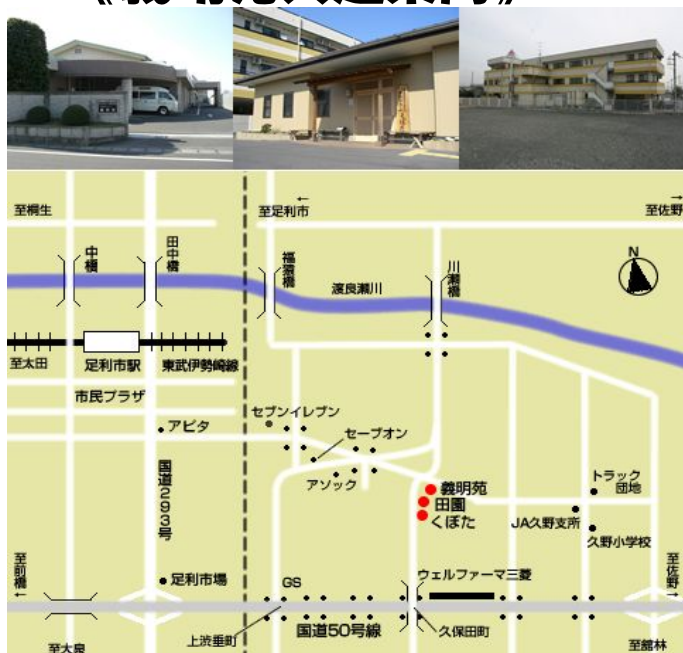 至桐生
←
至足利市
→
至佐野
中橋
田中橋
福猿橋
渡良瀬川
川瀬橋
N
至太田
足利市駅
東武伊勢崎線
市民プラザ
アピタ
セブンイレブン
セーブオン
アソック
国道293号
義明苑
田園
くぼた
トラック
団地
JA久野支所
久野小学校
至前橋
←
足利市場
GS
ウェルファーマ三菱
至佐野
→
上渋垂町
国道50号線
久保田町
至大泉
至舘林